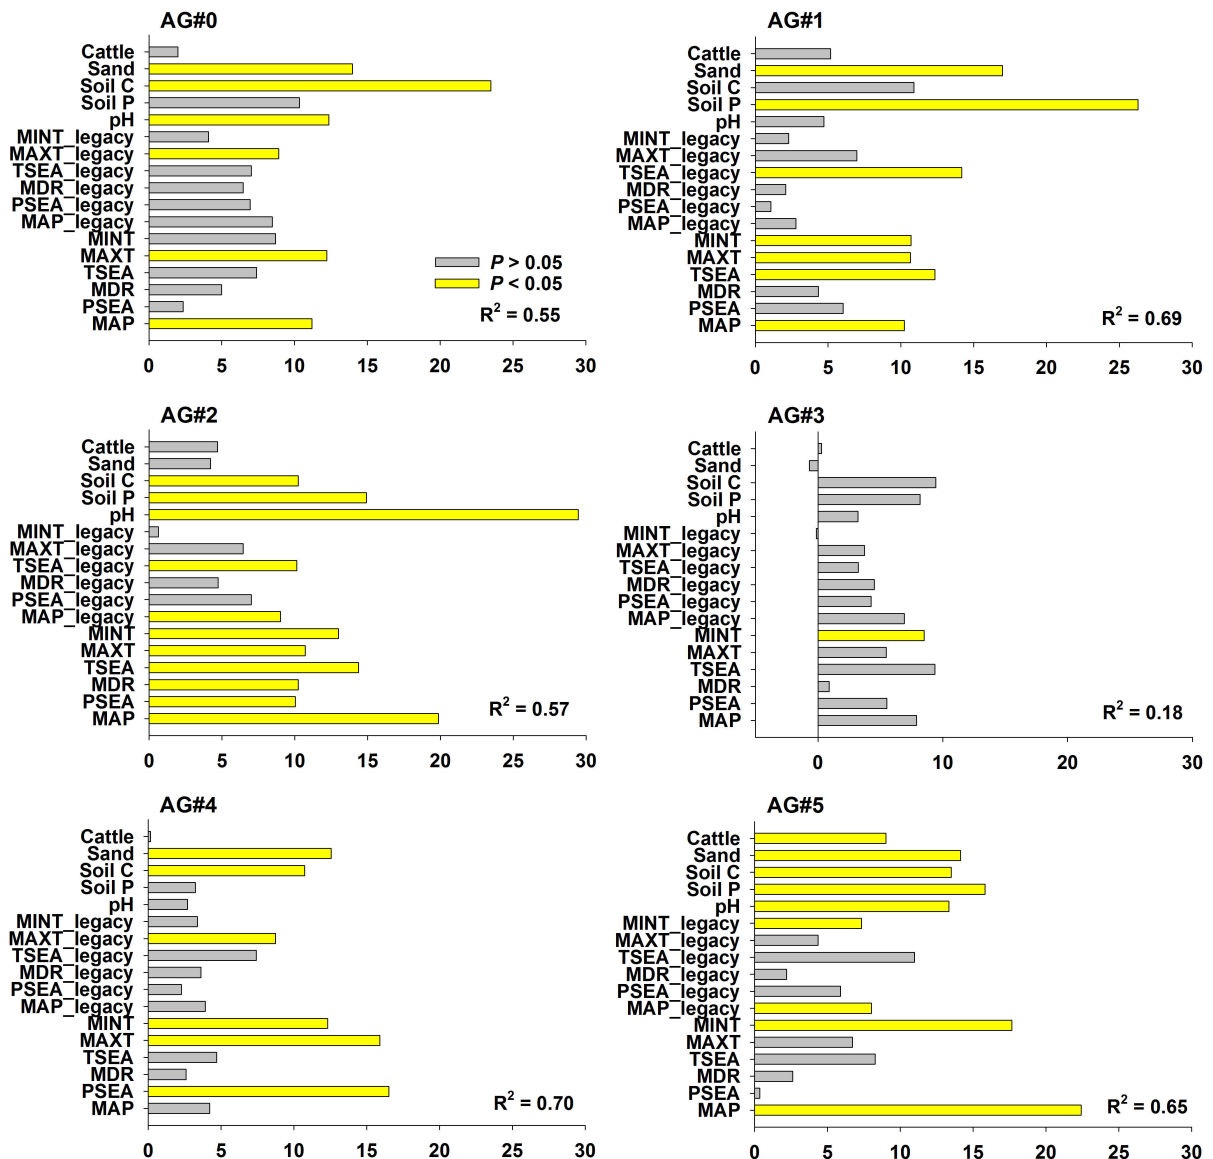 AG#0
Cattle
Sand
Soil C
Soil P
pH
MINT_legacy
MAXT_legacy
TSEA_legacy
MDR_legacy
PSEA_legacy
MAP_legacy
MINT
MAXT
TSEA
MDR
PSEA
MAP
P > 0.05
P < 0.05
R² = 0.55
0 5 10 15 20 25 30
AG#1
Cattle
Sand
Soil C
Soil P
pH
MINT_legacy
MAXT_legacy
TSEA_legacy
MDR_legacy
PSEA_legacy
MAP_legacy
MINT
MAXT
TSEA
MDR
PSEA
MAP
R² = 0.69
0 5 10 15 20 25 30
AG#2
Cattle
Sand
Soil C
Soil P
pH
MINT_legacy
MAXT_legacy
TSEA_legacy
MDR_legacy
PSEA_legacy
MAP_legacy
MINT
MAXT
TSEA
MDR
PSEA
MAP
R² = 0.57
0 5 10 15 20 25 30
AG#3
Cattle
Sand
Soil C
Soil P
pH
MINT_legacy
MAXT_legacy
TSEA_legacy
MDR_legacy
PSEA_legacy
MAP_legacy
MINT
MAXT
TSEA
MDR
PSEA
MAP
R² = 0.18
0 10 20 30
AG#4
Cattle
Sand
Soil C
Soil P
pH
MINT_legacy
MAXT_legacy
TSEA_legacy
MDR_legacy
PSEA_legacy
MAP_legacy
MINT
MAXT
TSEA
MDR
PSEA
MAP
R² = 0.70
0 5 10 15 20 25 30
AG#5
Cattle
Sand
Soil C
Soil P
pH
MINT_legacy
MAXT_legacy
TSEA_legacy
MDR_legacy
PSEA_legacy
MAP_legacy
MINT
MAXT
TSEA
MDR
PSEA
MAP
R² = 0.65
0 5 10 15 20 25 30